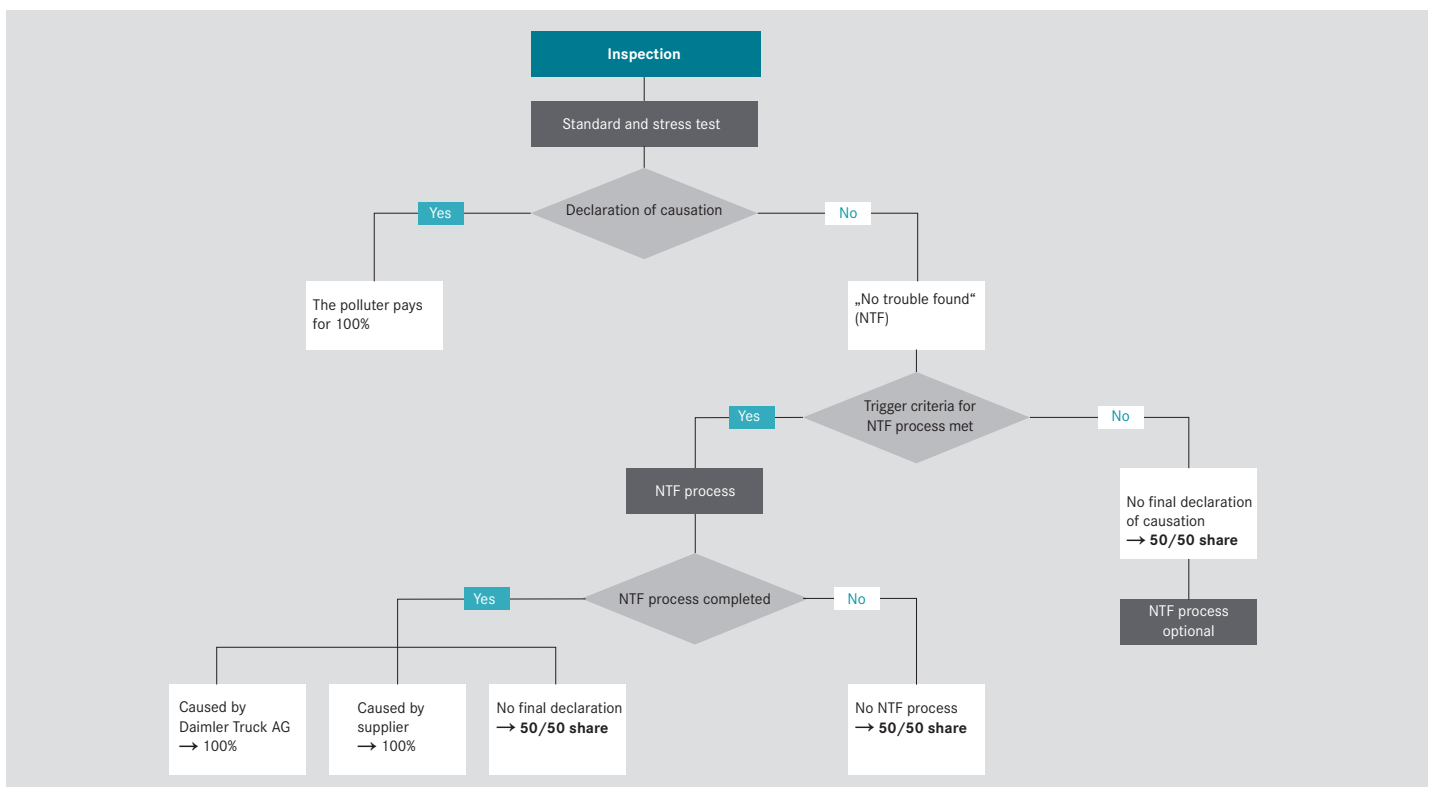 Inspection
Standard and stress test
Declaration of causation
Yes
No
The polluter pays
for 100%
„No trouble found“
(NTF)
Trigger criteria for
NTF process met
Yes
No
NTF process
No final declaration
of causation
→ 50/50 share
NTF process completed
Yes
No
NTF process
optional
Caused by
Daimler Truck AG
→ 100%
Caused by
supplier
→ 100%
No final declaration
→ 50/50 share
No NTF process
→ 50/50 share